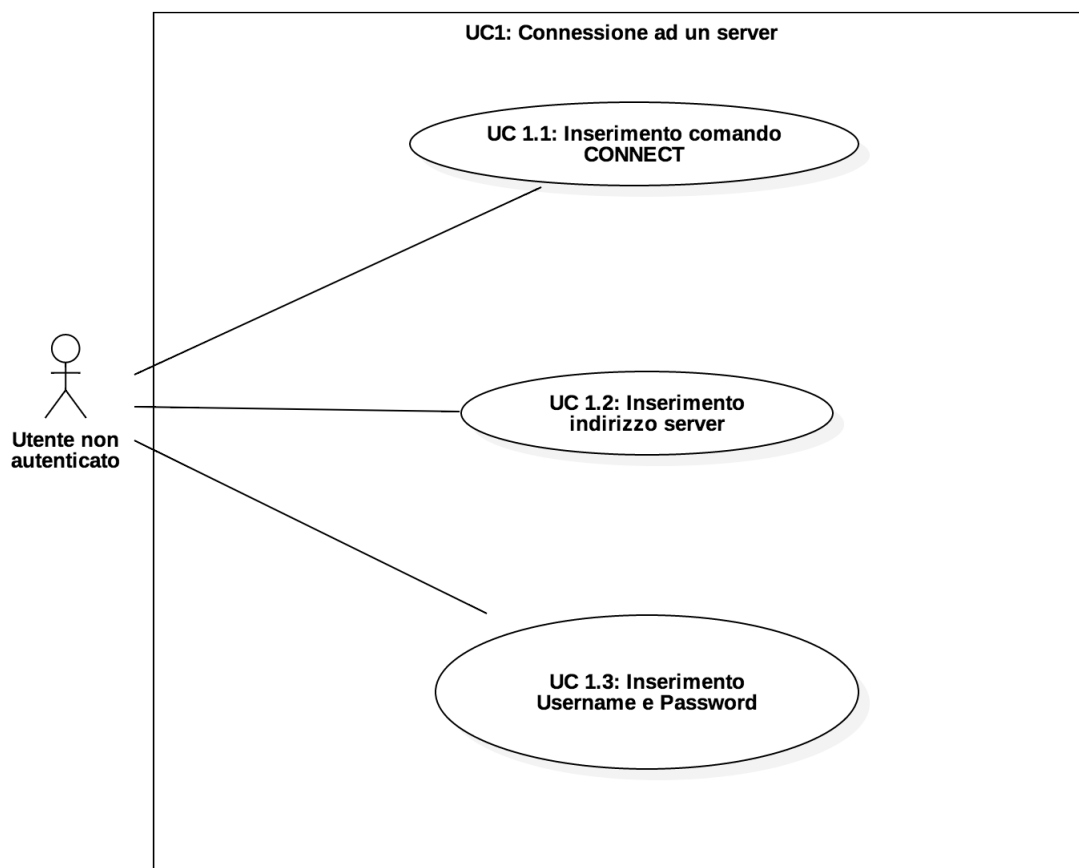 UC1: Connessione ad un server
UC 1.1: Inserimento comando
CONNECT
UC 1.2: Inserimento
indirizzo server
Utente non
autenticato
UC 1.3: Inserimento
Username e Password